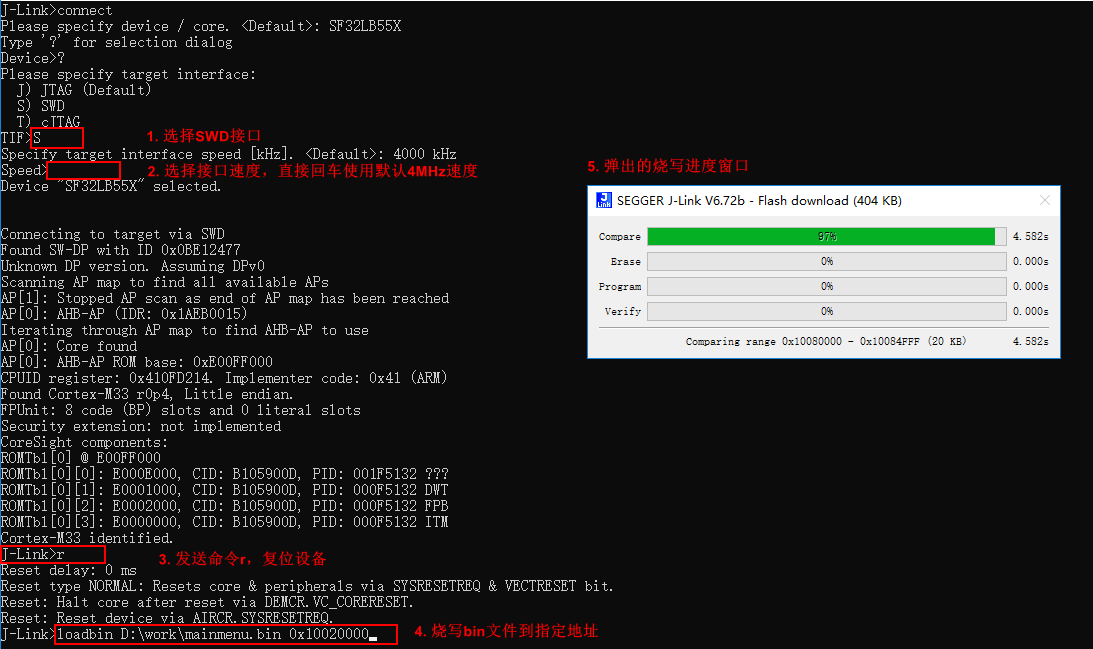 J-Link>connect
Please specify device / core. <Default>: SF32LB55X
Type '?' for selection dialog
Device>?
Please specify target interface:
J) JTAG (Default)
S) SWD
T) cJTAG
TIF>S
1. 选择SWD接口
Specify target interface speed [kHz]. <Default>: 4000 kHz
Speed>
2. 选择接口速度，直接回车使用默认4MHz速度
Device "SF32LB55X" selected.
Connecting to target via SWD
Found SW-DP with ID 0x0BE12477
Unknown DP version. Assuming DPv0
Scanning AP map to find all available APs
AP[1]: Stopped AP scan as end of AP map has been reached
AP[0]: AHB-AP (IDR: 0x1AEB0015)
Iterating through AP map to find AHB-AP to use
AP[0]: Core found
AP[0]: AHB-AP ROM base: 0xE00FF000
CPUID register: 0x410FD214. Implementer code: 0x41 (ARM)
Found Cortex-M33 r0p4, Little endian.
FPUnit: 8 code (BP) slots and 0 literal slots
Security extension: not implemented
CoreSight components:
ROMTbl[0] @ E00FF000
ROMTbl[0][0]: E000E000, CID: B105900D, PID: 001F5132 ???
ROMTbl[0][1]: E0001000, CID: B105900D, PID: 000F5132 DWT
ROMTbl[0][2]: E0002000, CID: B105900D, PID: 000F5132 FPB
ROMTbl[0][3]: E0000000, CID: B105900D, PID: 000F5132 ITM
Cortex-M33 identified.
J-Link>r
3. 发送命令r，复位设备
Reset delay: 0 ms
Reset type NORMAL: Resets core & peripherals via SYSRESETREQ & VECTRESET bit.
Reset: Halt core after reset via DEMCR.VC_CORERESET.
Reset: Reset device via AIRCR.SYSRESETREQ.
J-Link>loadbin D:\work\mainmenu.bin 0x10020000_
4. 烧写bin文件到指定地址
5. 弹出的烧写进度窗口
J Link
SEGGER J-Link V6.72b - Flash download (404 KB)
Compare 97% 4.582s
Erase 0% 0.000s
Program 0% 0.000s
Verify 0% 0.000s
Comparing range 0x10080000 - 0x10084FFF (20 KB) 4.582s